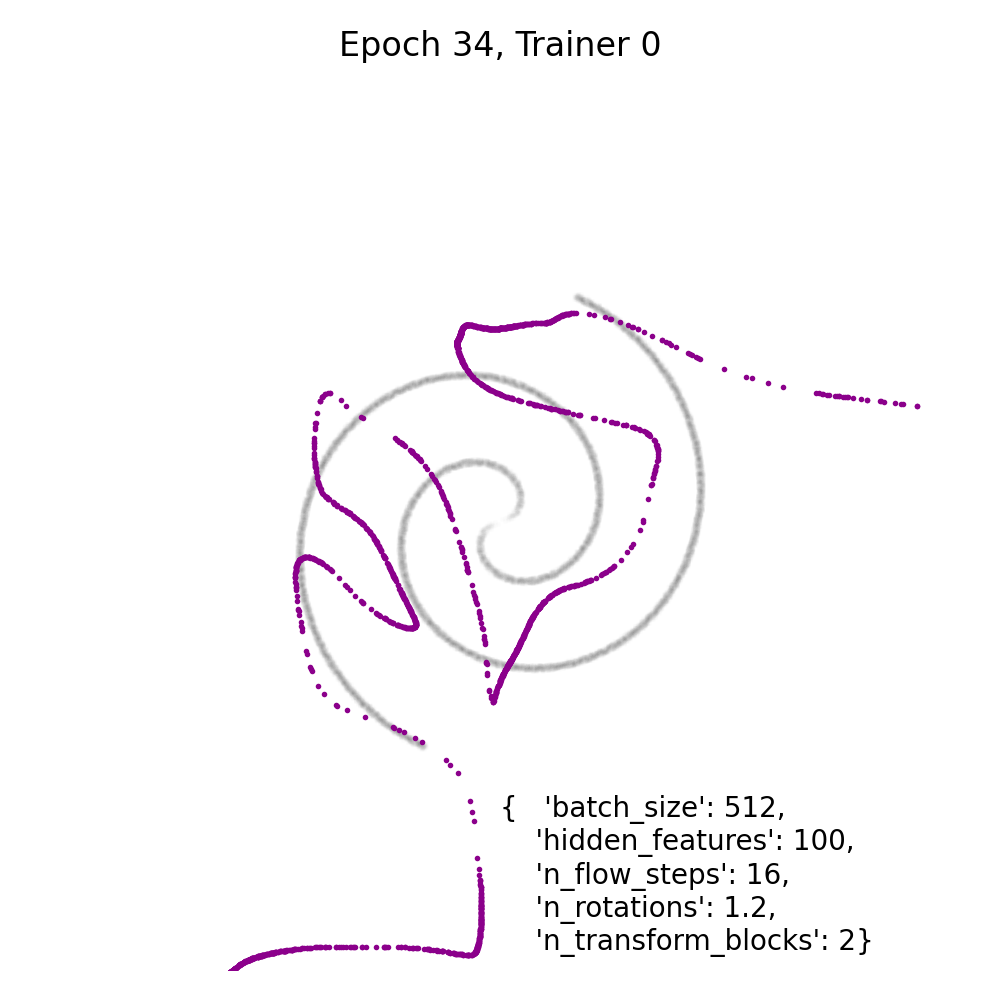 Epoch 34, Trainer 0
{   'batch_size': 512,
'hidden_features': 100,
'n_flow_steps': 16,
'n_rotations': 1.2,
'n_transform_blocks': 2}